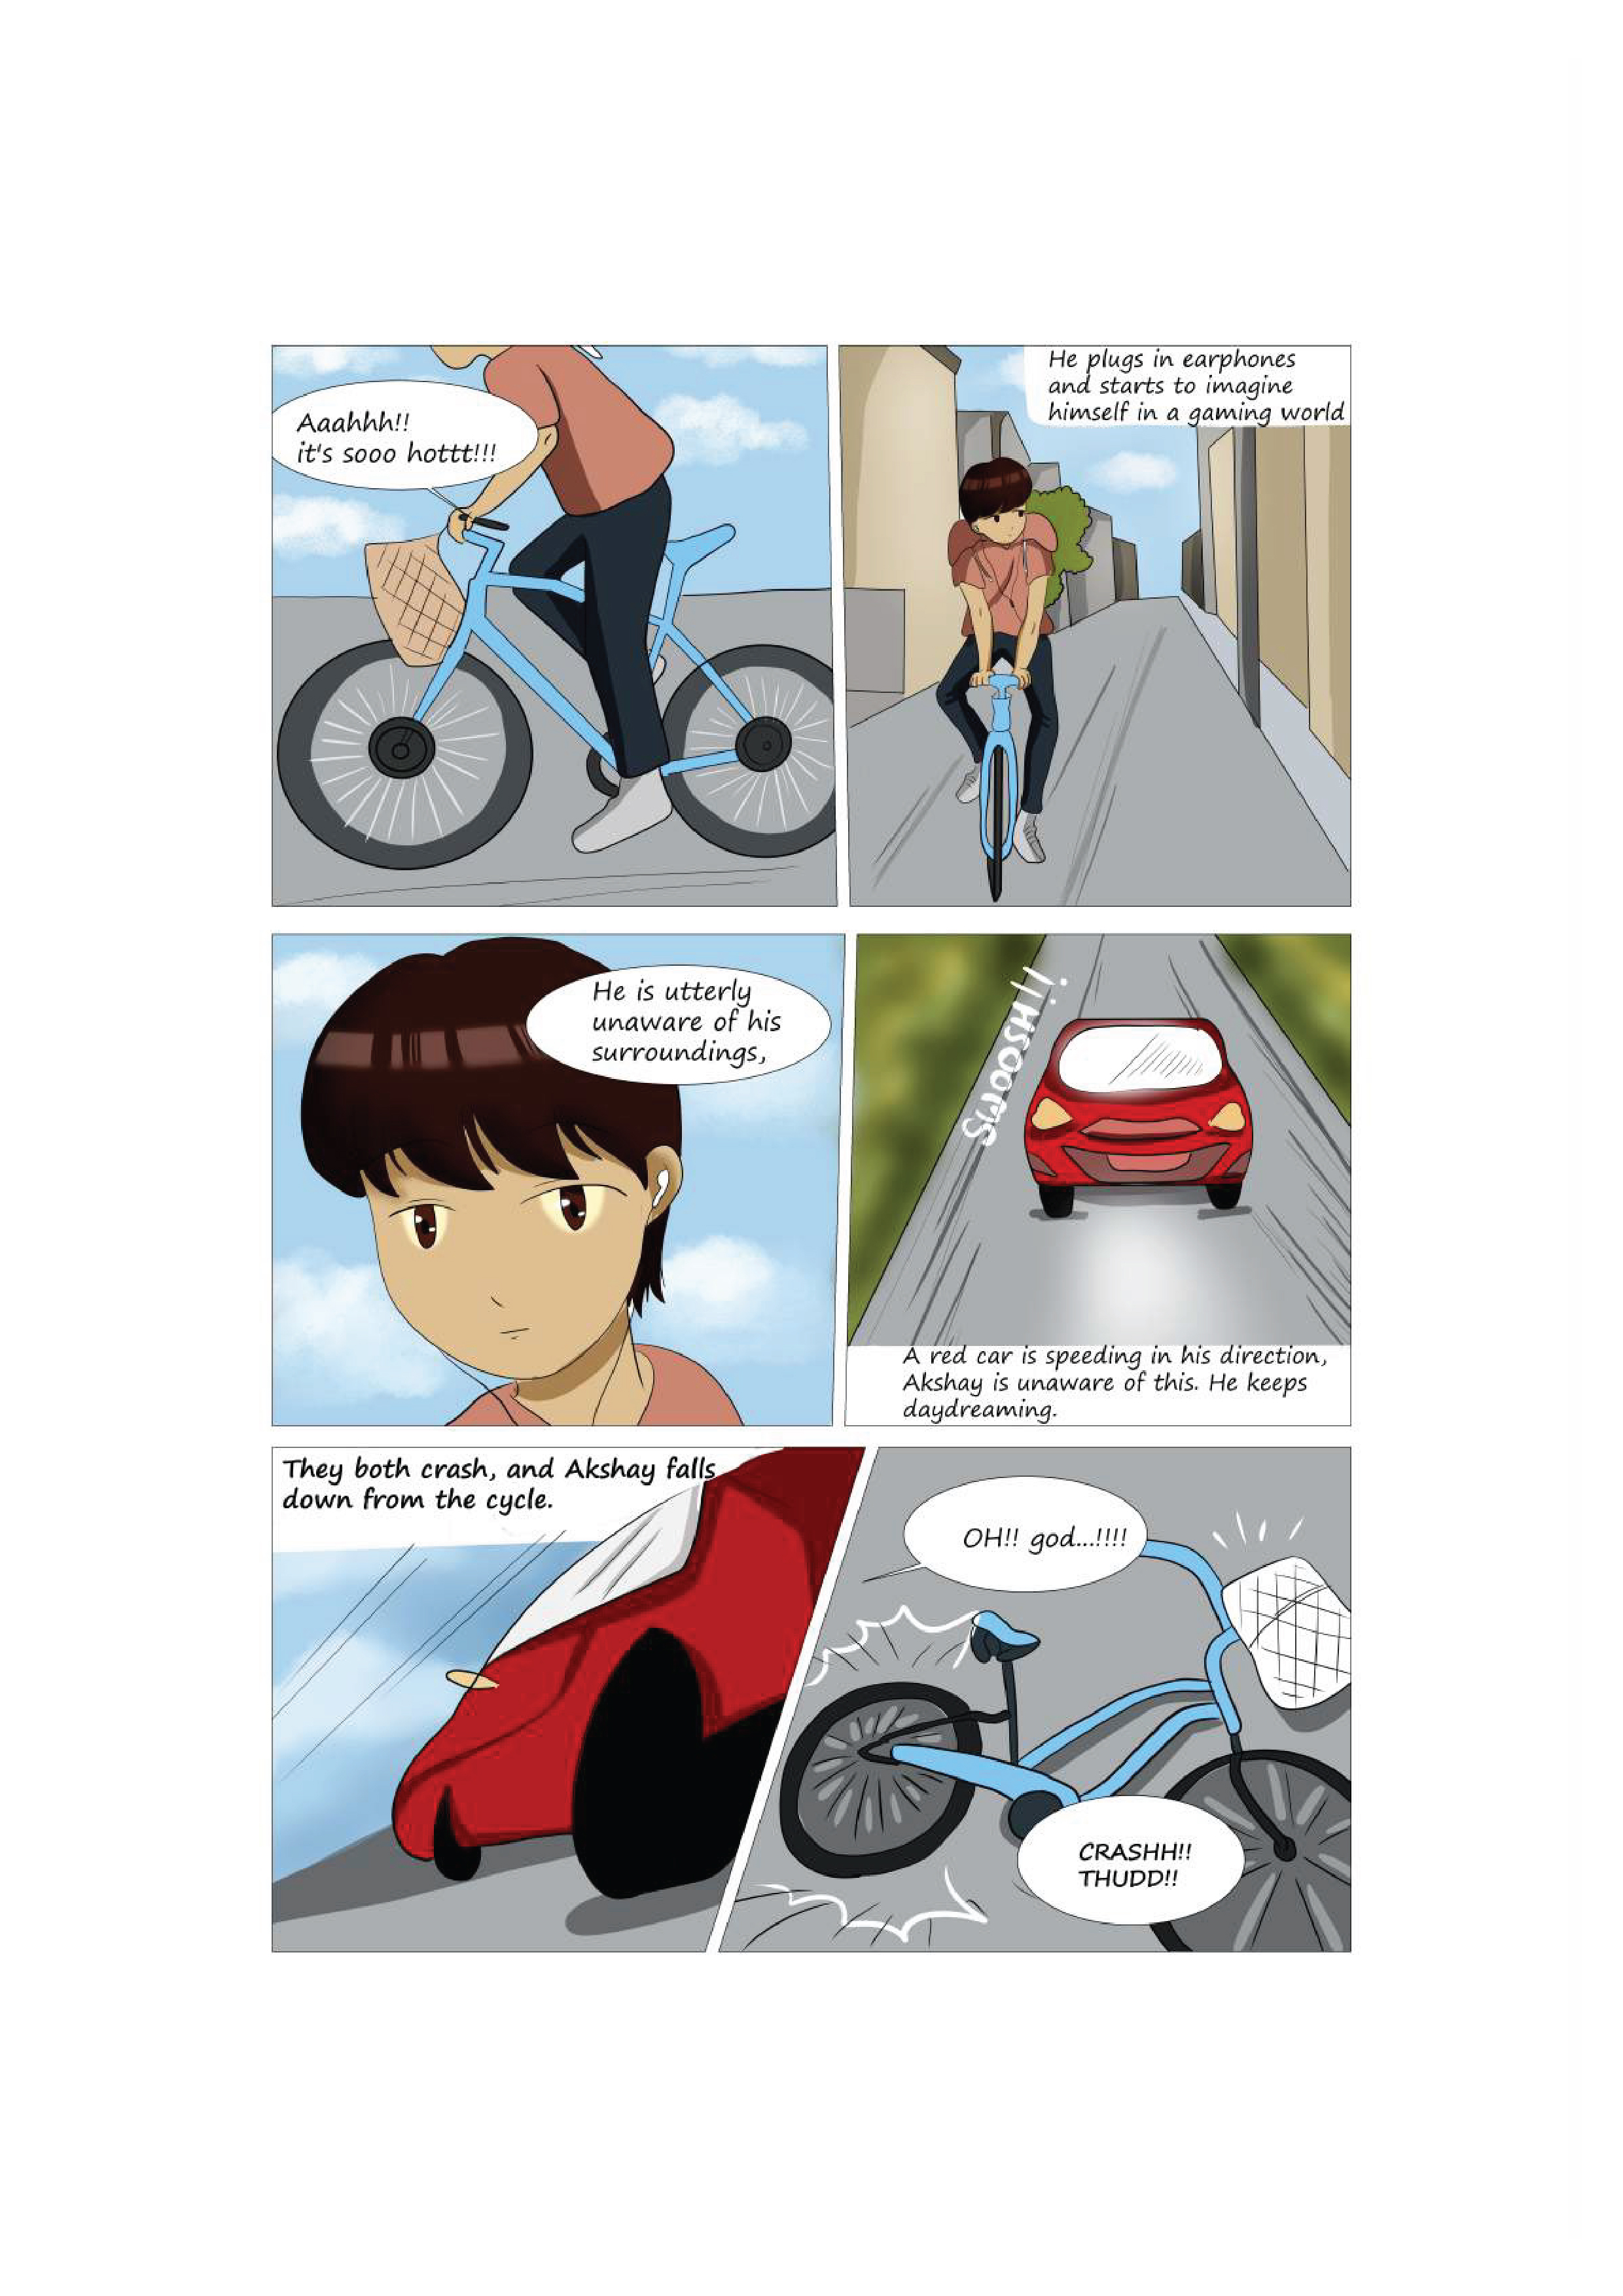 Aaahhh!!
it's sooo hottt!!!
He plugs in earphones
and starts to imagine
himself in a gaming world
He is utterly
unaware of his
surroundings,
SWOOOSH!!
A red car is speeding in his direction,
Akshay is unaware of this. He keeps
daydreaming.
They both crash, and Akshay falls
down from the cycle.
OH!! god...!!!!
CRASHH!!
THUDD!!